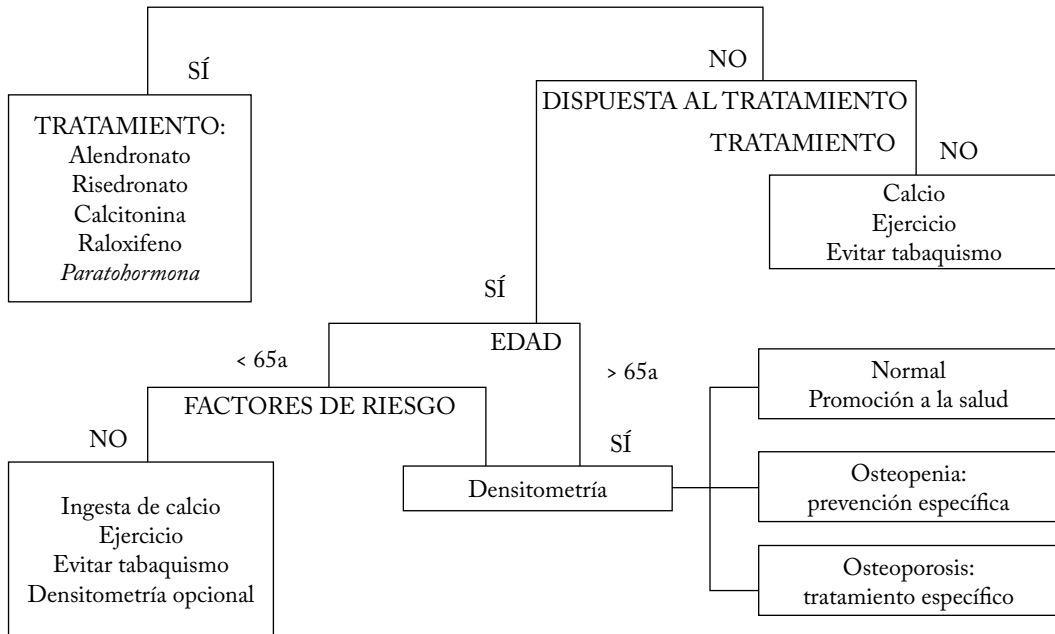 SÍ
NO
TRATAMIENTO:
Alendronato
Risedronato
Calcitonina
Raloxifeno
Paratohormona
DISPUESTA AL TRATAMIENTO
TRATAMIENTO
NO
Calcio
Ejercicio
Evitar tabaquismo
SÍ
EDAD
< 65a
> 65a
FACTORES DE RIESGO
NO
SÍ
Ingesta de calcio
Ejercicio
Evitar tabaquismo
Densitometría opcional
Densitometría
Normal
Promoción a la salud
Osteopenia:
prevención específica
Osteoporosis:
tratamiento específico